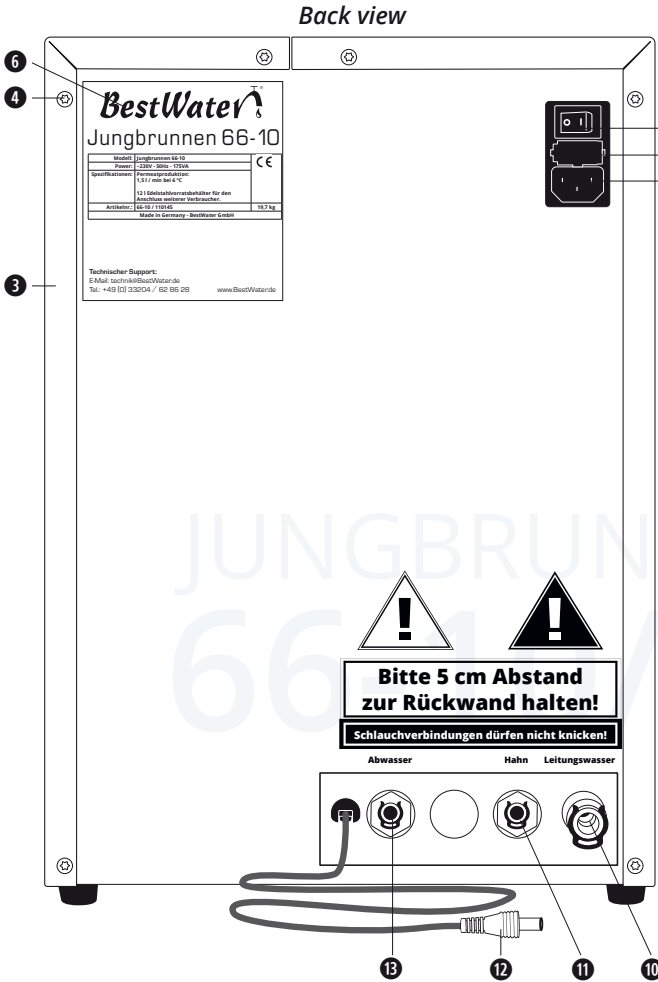 Back view
6
4
BestWater
Jungbrunnen 66-10
Modell: Jungbrunnen 66-10
Power: ~230V - 50Hz - 175VA
CE
Spezifikationen: Permeatproduktion:
1,5 l / min bei 6 °C
12 l Edelstahlvorratsbehälter für den
Anschluss weiterer Verbraucher.
Artikelnr.: 66-10 / 110145 19,7 kg
Made in Germany - BestWater GmbH
Technischer Support:
E-Mail: technik@BestWater.de
Tel.: +49 (0) 33204 / 62 86 28 www.BestWater.de
3
JUNGBRUN
66-10/
Bitte 5 cm Abstand
zur Rückwand halten!
Schlauchverbindungen dürfen nicht knicken!
Abwasser Hahn Leitungswasser
13 12 11 10